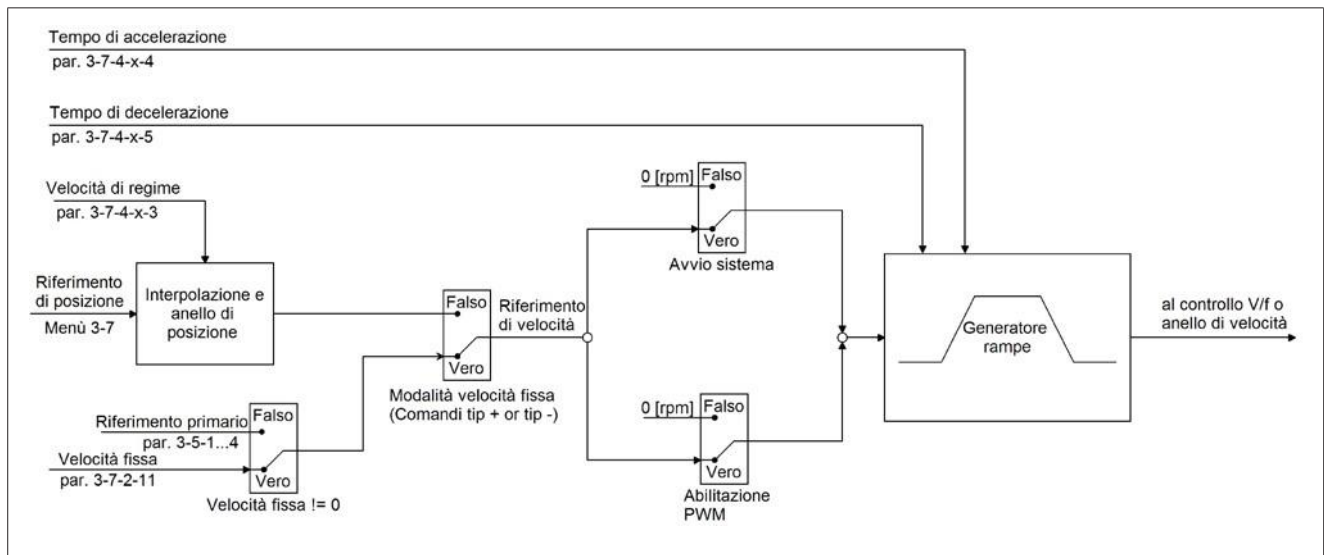 Tempo di accelerazione
par. 3-7-4-x-4
Tempo di decelerazione
par. 3-7-4-x-5
Velocità di regime
par. 3-7-4-x-3
Riferimento
di posizione
Menù 3-7
Interpolazione e
anello di
posizione
Riferimento primario
par. 3-5-1...4
Velocità fissa
par. 3-7-2-11
Falso
Vero
Velocità fissa != 0
Falso
Vero
Modalità velocità fissa
(Comandi tip + or tip -)
Riferimento
di velocità
0 [rpm]
Falso
Vero
Avvio sistema
0 [rpm]
Falso
Vero
Abilitazione
PWM
Generatore
rampe
al controllo V/f o
anello di velocità